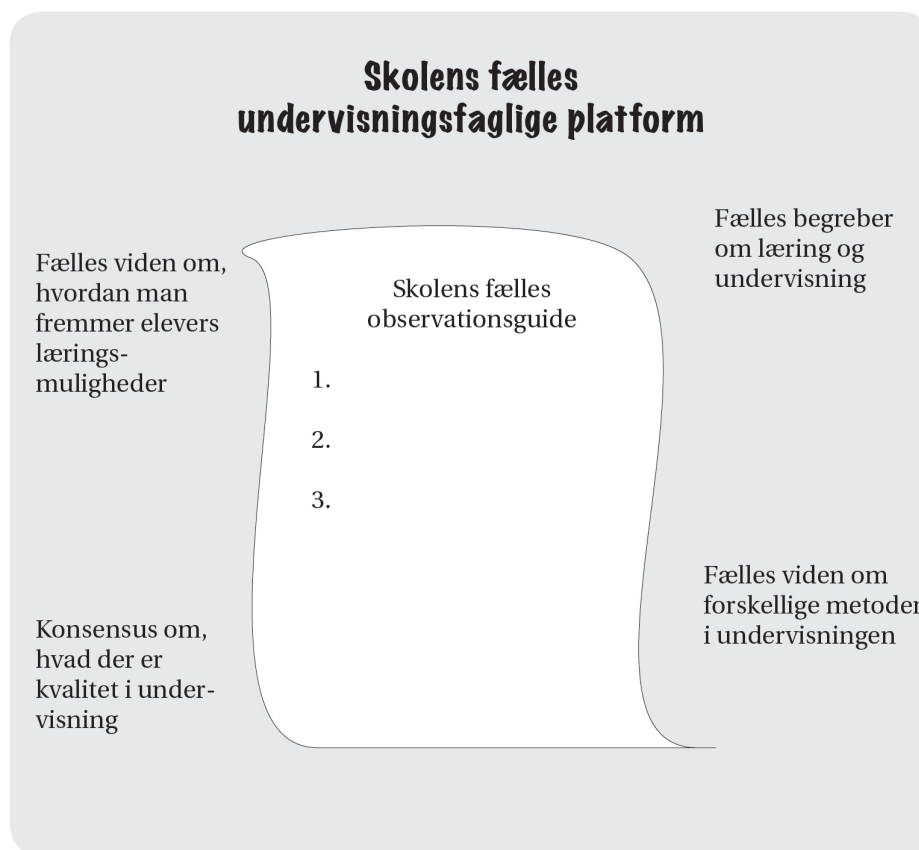 Skolens fælles
undervisningsfaglige platform
Fælles begreber
om læring og
undervisning
Fælles viden om,
hvordan man
fremmer elevers
lærings-
muligheder
Skolens fælles
observationsguide
1.
2.
3.
Fælles viden om
forskellige metoder
i undervisningen
Konsensus om,
hvad der er
kvalitet i under-
visning